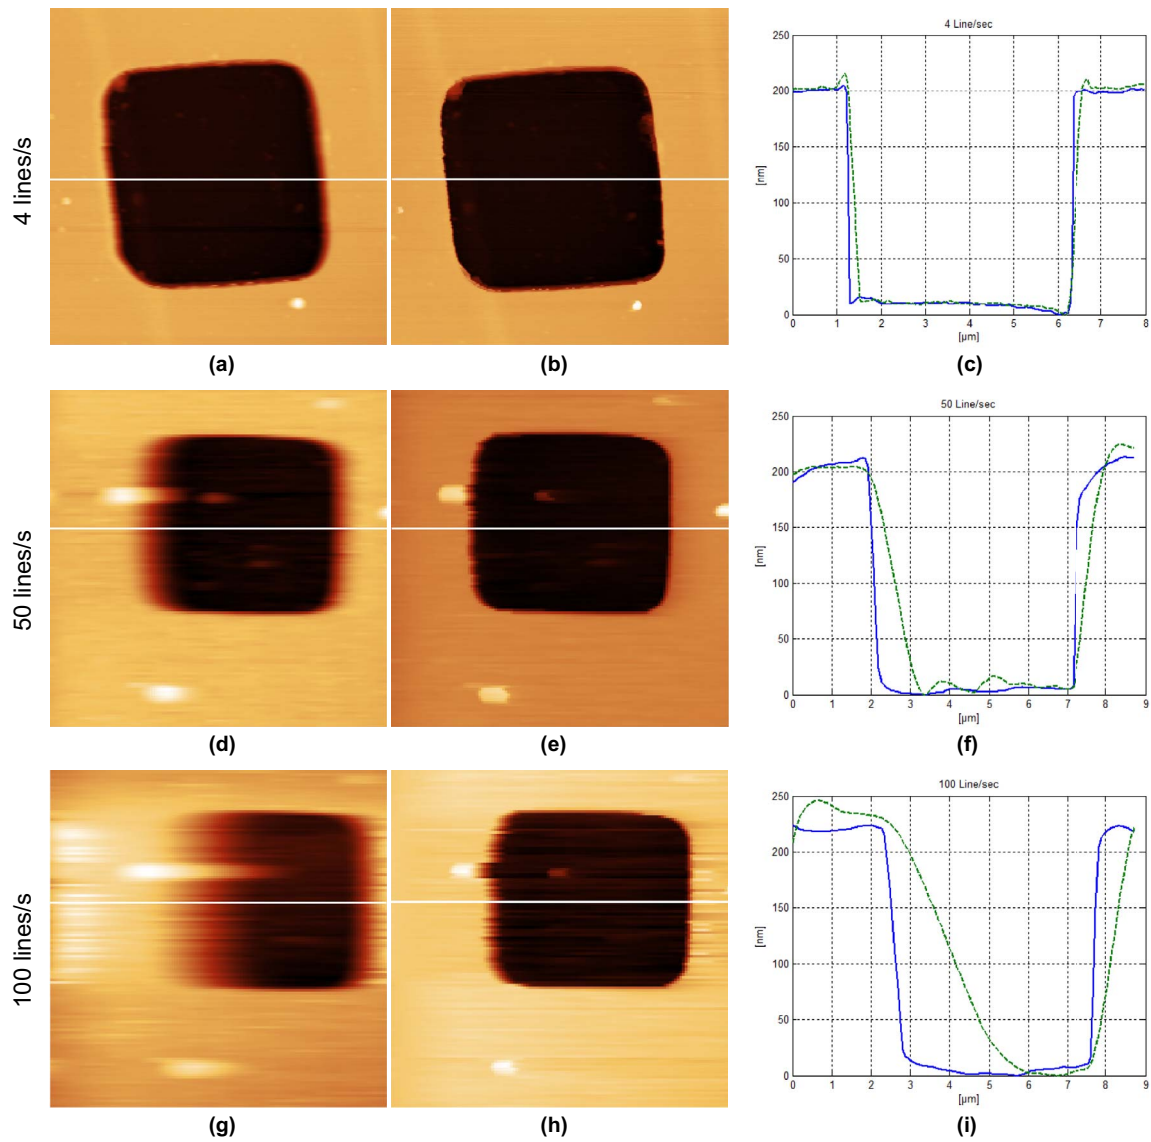 4 lines/s
4 Line/sec
250
200
150
100
50
0
[nm]
0 1 2 3 4 5 6 7 8
[µm]
(a) (b) (c)
50 lines/s
50 Line/sec
250
200
150
100
50
0
[nm]
0 1 2 3 4 5 6 7 8 9
[µm]
(d) (e) (f)
100 lines/s
100 Line/sec
250
200
150
100
50
0
[nm]
0 1 2 3 4 5 6 7 8 9
[µm]
(g) (h) (i)